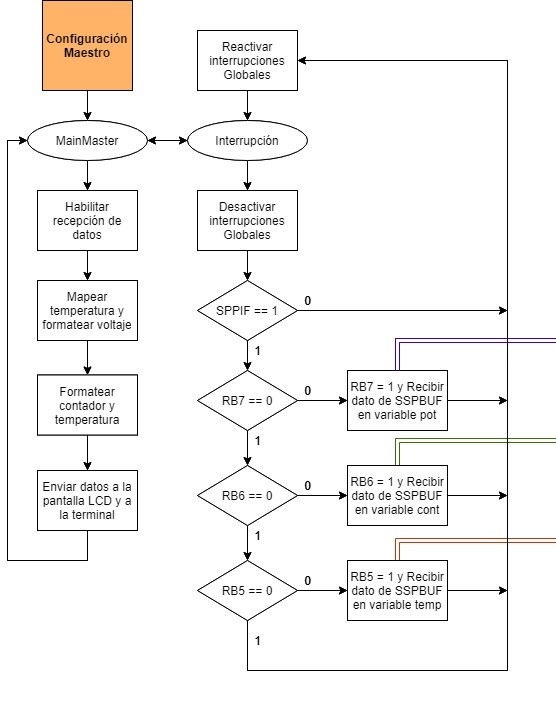 Configuración
Maestro
MainMaster
Habilitar
recepción de
datos
Mapear
temperatura y
formatear voltaje
Formatear
contador y
temperatura
Enviar datos a la
pantalla LCD y a
la terminal
Reactivar
interrupciones
Globales
Interrupción
Desactivar
interrupciones
Globales
SPPIF == 1
0
1
RB7 == 0
0
RB7 = 1 y Recibir
dato de SSPBUF
en variable pot
1
RB6 == 0
0
RB6 = 1 y Recibir
dato de SSPBUF
en variable cont
1
RB5 == 0
0
RB5 = 1 y Recibir
dato de SSPBUF
en variable temp
1